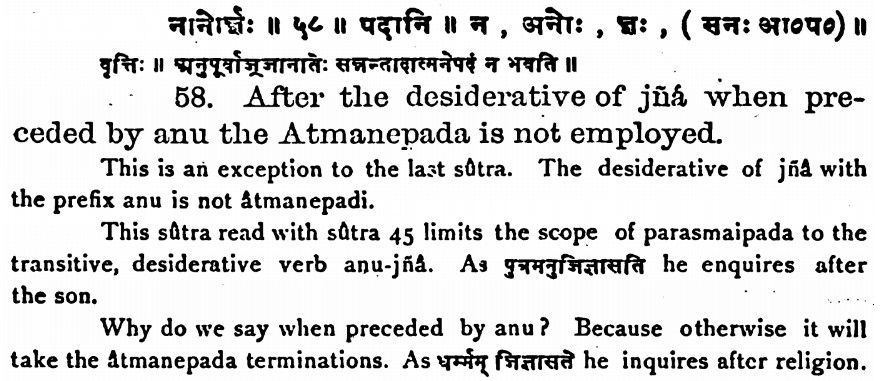 नानोर्ज्ञः ॥ ५८ ॥ पदानि ॥ न , अनोः , ज्ञः , ( सनः आ०प०) ॥
वृत्तिः ॥ अनुपूर्वाज्जानातेः सन्नन्तादात्मनेपदं न भवति ॥
58. After the desiderative of jñâ when pre-
ceded by anu the Atmanepada is not employed.
This is an exception to the last sûtra. The desiderative of jñâ with
the prefix anu is not âtmanepadi.
This sûtra read with sûtra 45 limits the scope of parasmaipada to the
transitive, desiderative verb anu-jñâ. As पुत्रमनुजिज्ञासति he enquires after
the son.
Why do we say when preceded by anu? Because otherwise it will
take the âtmanepada terminations. As धर्म्मम् जिज्ञासते he inquires after religion.